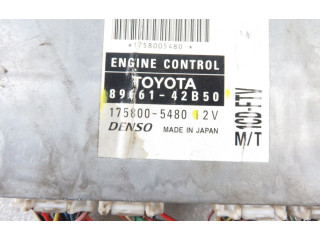 *1758005480*
ENGINE CONTROL
TOYOTA
89661-42B50
175800-5480 12V
DENSO MADE IN JAPAN
1CD-FTV
M/T